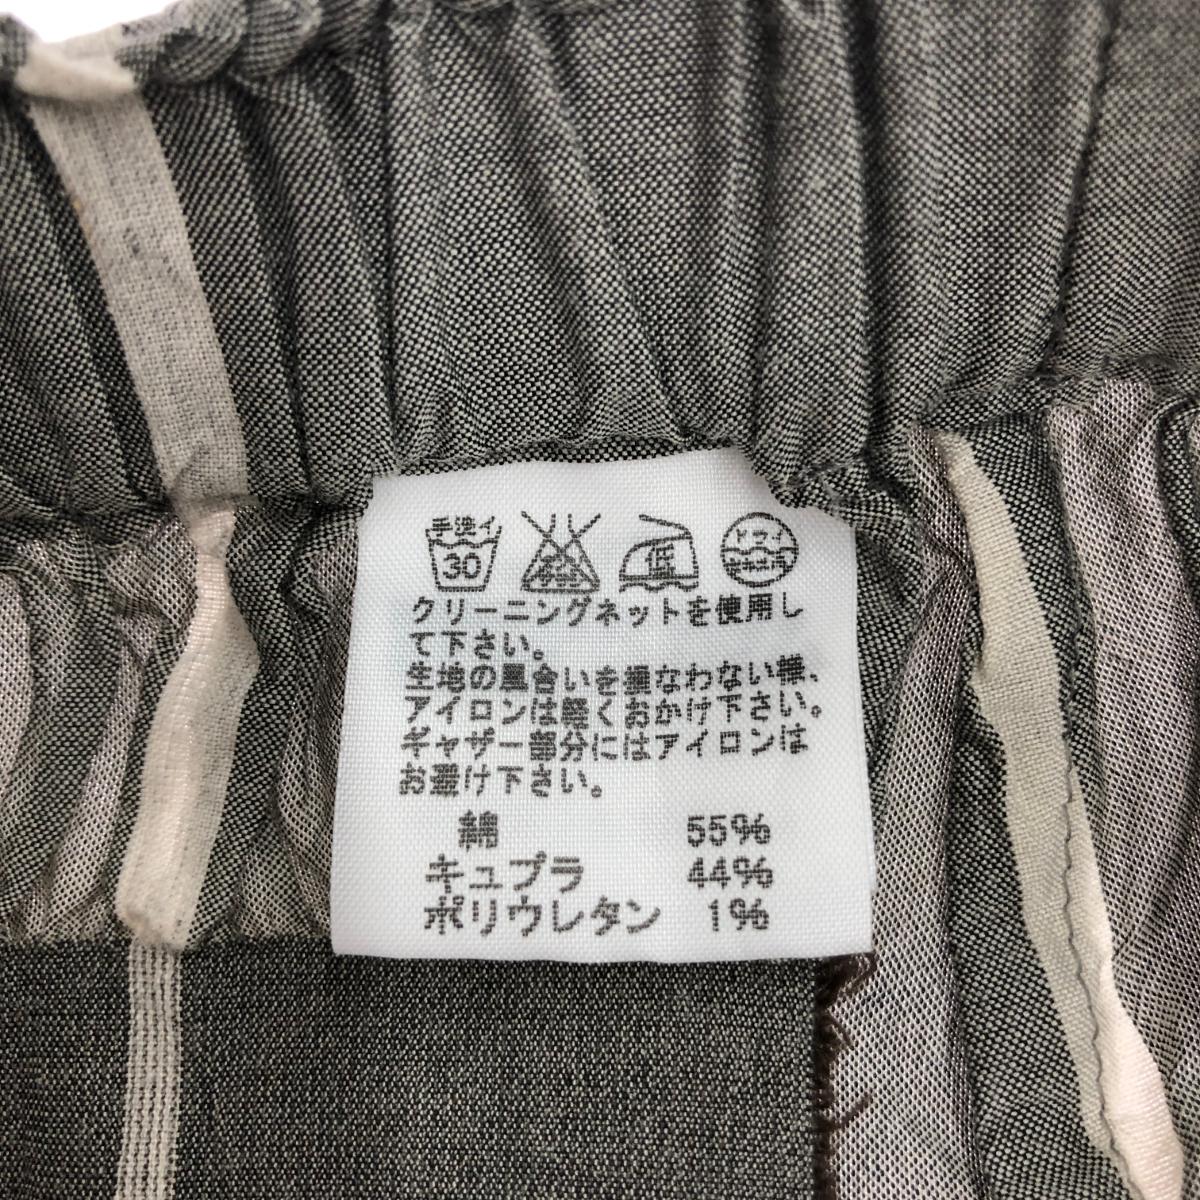 手洗イ
30
低
ドライ
クリーニングネットを使用し
て下さい。
生地の風合いを損なわない様、
アイロンは軽くおかけ下さい。
ギャザー部分にはアイロンは
お避け下さい。
綿 55%
キュプラ 44%
ポリウレタン 1%